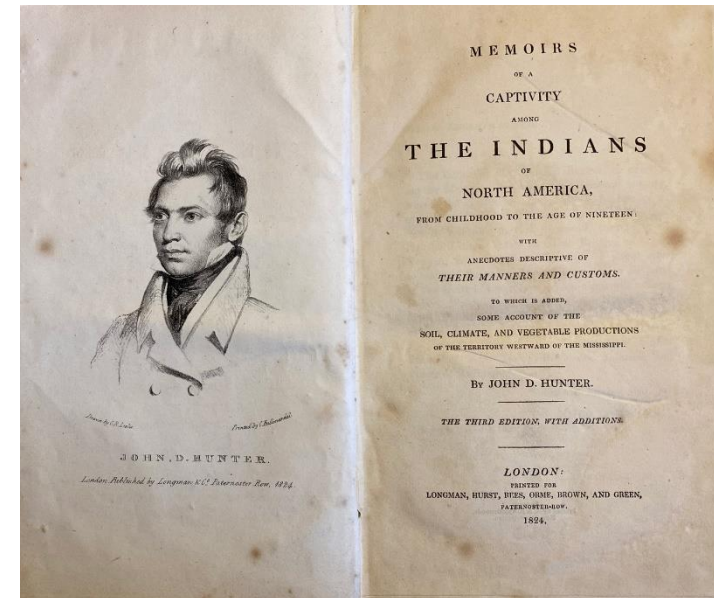 Drawn by C.R. Leslie
Printed by C. Hullmandel
JOHN. D. HUNTER.
London Published by Longman & Co. Paternoster Row, 1824.
MEMOIRS
OF A
CAPTIVITY
AMONG
THE INDIANS
OF
NORTH AMERICA,
FROM CHILDHOOD TO THE AGE OF NINETEEN:
WITH
ANECDOTES DESCRIPTIVE OF
THEIR MANNERS AND CUSTOMS.
TO WHICH IS ADDED,
SOME ACCOUNT OF THE
SOIL, CLIMATE, AND VEGETABLE PRODUCTIONS
OF THE TERRITORY WESTWARD OF THE MISSISSIPPI.
BY JOHN D. HUNTER.
THE THIRD EDITION, WITH ADDITIONS.
LONDON:
PRINTED FOR
LONGMAN, HURST, REES, ORME, BROWN, AND GREEN,
PATERNOSTER-ROW.
1824.